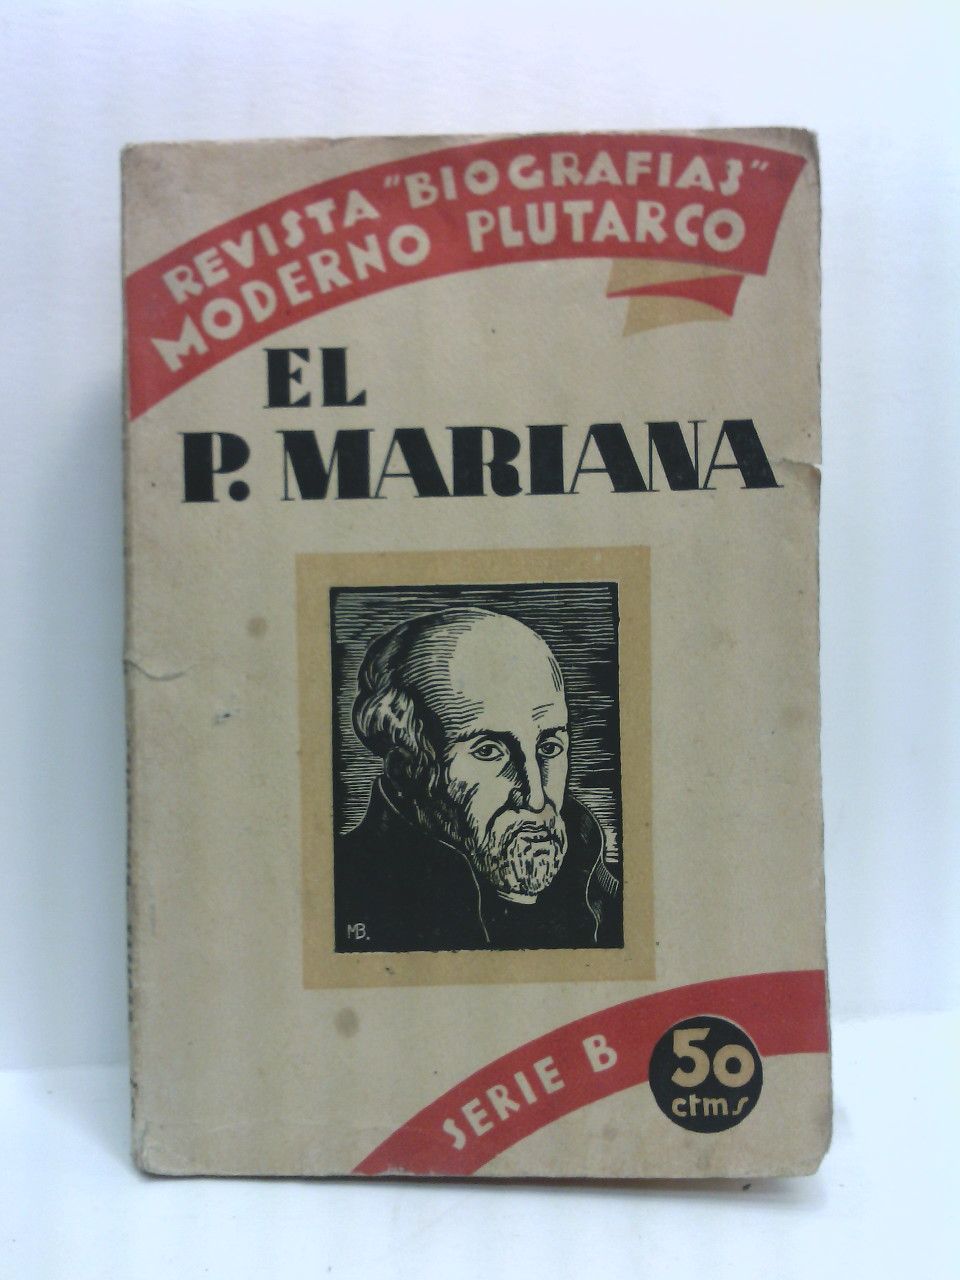 REVISTA "BIOGRAFIAS"
MODERNO PLUTARCO
EL
P. MARIANA
MB.
SERIE B
50
ctms